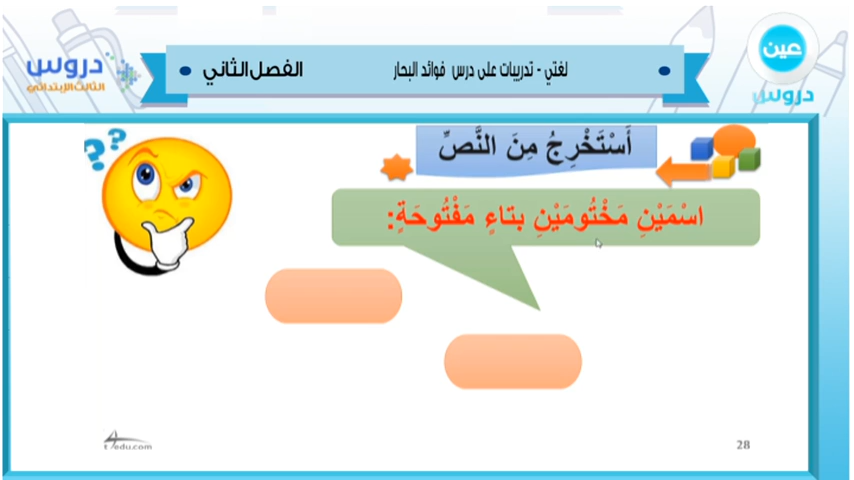 عين
دروس
لغتي - تدريبات على درس فوائد البحار
الفصل الثاني
دروس
الثالث الإبتدائي
أَسْتَخْرِجُ مِنَ النَّصِّ
؟؟
اسْمَيْنِ مَخْتُومَيْنِ بتاءٍ مَفْتُوحَةٍ:
28
t4edu.com